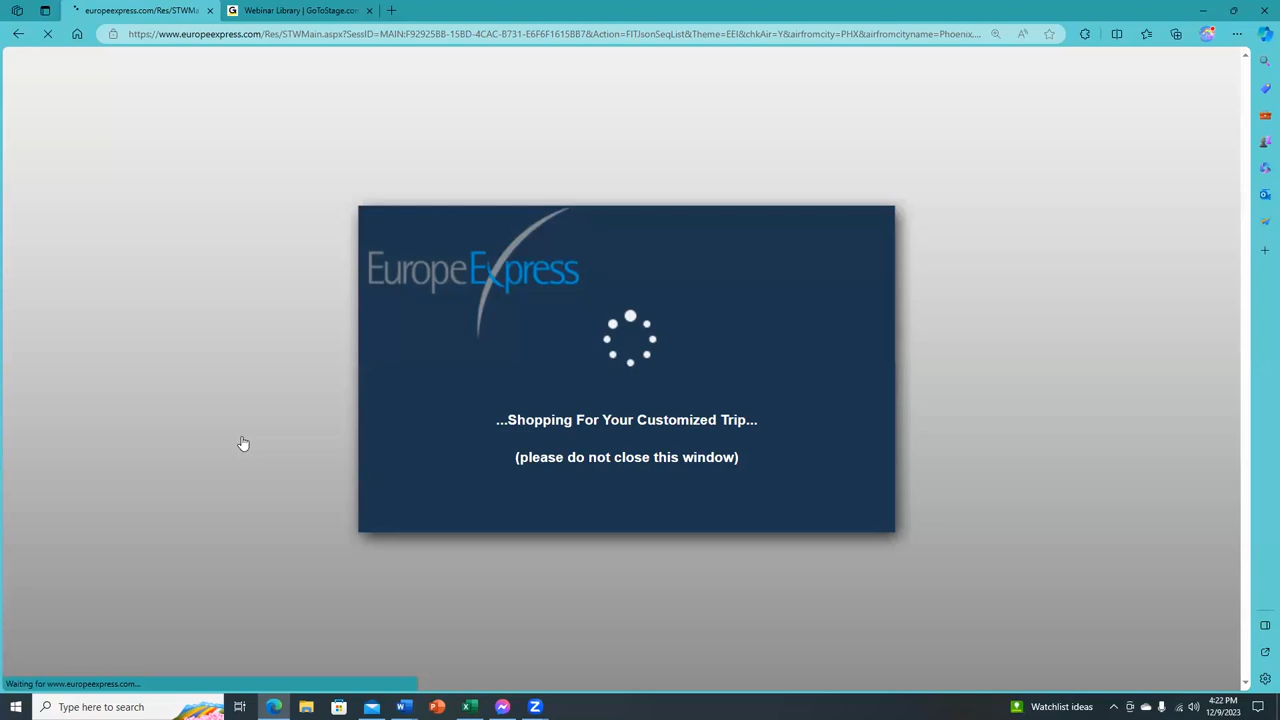 europeexpress.com/Res/STWMa
Webinar Library | GoToStage.co
https://www.europeexpress.com/Res/STWMain.aspx?SessID=MAIN:F92925BB-15BD-4CAC-B731-E6F6F1615BB7&Action=FITJsonSeqList&Theme=EEI&chkAir=Y&airfromcity=PHX&airfromcityname=Phoenix,...
EuropeExpress
...Shopping For Your Customized Trip...
(please do not close this window)
Waiting for www.europeexpress.com...
Type here to search
Watchlist ideas
4:22 PM
12/9/2023